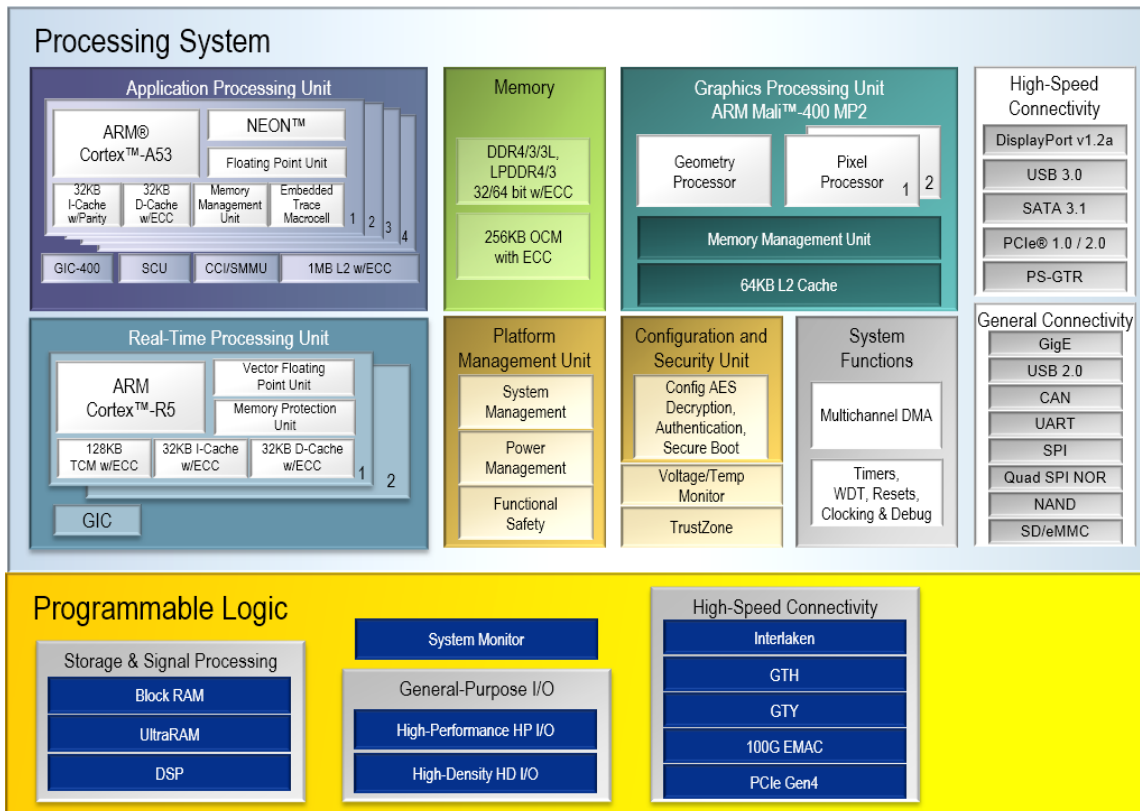 Processing System
Application Processing Unit
ARM®
Cortex™-A53
NEON™
Floating Point Unit
32KB
I-Cache
w/Parity
32KB
D-Cache
w/ECC
Memory
Management
Unit
Embedded
Trace
Macrocell
1
2
3
4
GIC-400
SCU
CCI/SMMU
1MB L2 w/ECC
Memory
DDR4/3/3L,
LPDDR4/3
32/64 bit w/ECC
256KB OCM
with ECC
Graphics Processing Unit
ARM Mali™-400 MP2
Geometry
Processor
Pixel
Processor
1
2
Memory Management Unit
64KB L2 Cache
High-Speed
Connectivity
DisplayPort v1.2a
USB 3.0
SATA 3.1
PCIe® 1.0 / 2.0
PS-GTR
Real-Time Processing Unit
ARM
Cortex™-R5
Vector Floating
Point Unit
Memory Protection
Unit
128KB
TCM w/ECC
32KB I-Cache
w/ECC
32KB D-Cache
w/ECC
1
2
GIC
Platform
Management Unit
System
Management
Power
Management
Functional
Safety
Configuration and
Security Unit
Config AES
Decryption,
Authentication,
Secure Boot
Voltage/Temp
Monitor
TrustZone
System
Functions
Multichannel DMA
Timers,
WDT, Resets,
Clocking & Debug
General Connectivity
GigE
USB 2.0
CAN
UART
SPI
Quad SPI NOR
NAND
SD/eMMC
Programmable Logic
Storage & Signal Processing
Block RAM
UltraRAM
DSP
System Monitor
General-Purpose I/O
High-Performance HP I/O
High-Density HD I/O
High-Speed Connectivity
Interlaken
GTH
GTY
100G EMAC
PCIe Gen4